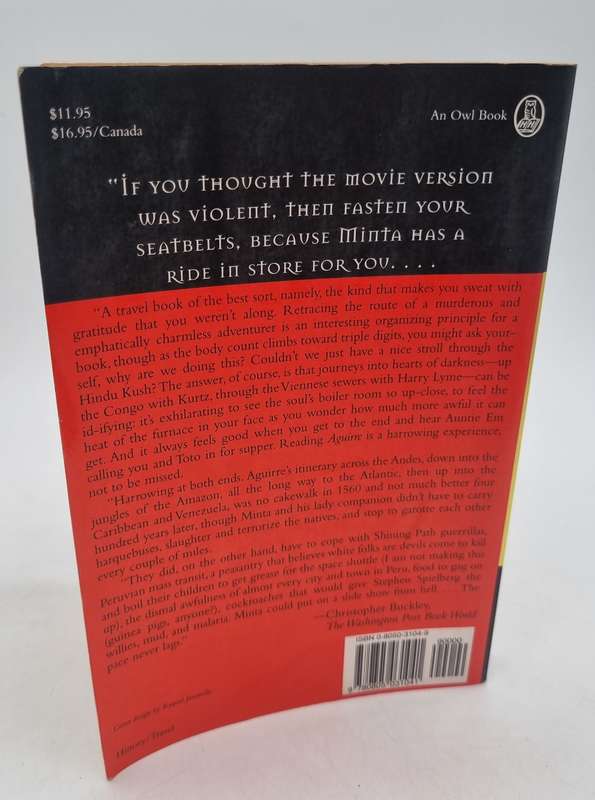 $11.95
$16.95/Canada
An Owl Book
"IF YOU THOUGHT THE MOVIE VERSION
WAS VIOLENT, THEN FASTEN YOUR
SEATBELTS, BECAUSE MINTA HAS A
RIDE IN STORE FOR YOU. . . .
"A travel book of the best sort, namely, the kind that makes you sweat with
gratitude that you weren't along. Retracing the route of a murderous and
emphatically charmless adventurer is an interesting organizing principle for a
book, though as the body count climbs toward triple digits, you might ask your-
self, why are we doing this? Couldn't we just have a nice stroll through the
Hindu Kush? The answer, of course, is that journeys into hearts of darkness—up
the Congo with Kurtz, through the Viennese sewers with Harry Lyme—can be
id-ifying: it's exhilarating to see the soul's boiler room so up-close, to feel the
heat of the furnace in your face as you wonder how much more awful it can
get. And it always feels good when you get to the end and hear Auntie Em
calling you and Toto in for supper. Reading Aguirre is a harrowing experience,
not to be missed.
"Harrowing at both ends. Aguirre's itinerary across the Andes, down into the
jungles of the Amazon, all the long way to the Atlantic, then up into the
Caribbean and Venezuela, was no cakewalk in 1560 and not much better four
hundred years later, though Minta and his lady companion didn't have to carry
harquebuses, slaughter and terrorize the natives, and stop to garotte each other
every couple of miles.
"They did, on the other hand, have to cope with Shining Path guerrillas,
Peruvian mass transit, a peasantry that believes white folks are devils come to kill
and boil their children to get grease for the space shuttle (I am not making this
up), the dismal awfulness of almost every city and town in Peru, food to gag on
(guinea pigs, anyone?), cockroaches that would give Stephen Spielberg the
willies, mud, and malaria. Minta could put on a slide show from hell. . . . The
pace never lags."
—Christopher Buckley,
The Washington Post Book World
ISBN 0-8050-3104-9
90000
9 780805 031041
Cover design by Raquel Jaramillo
History/Travel